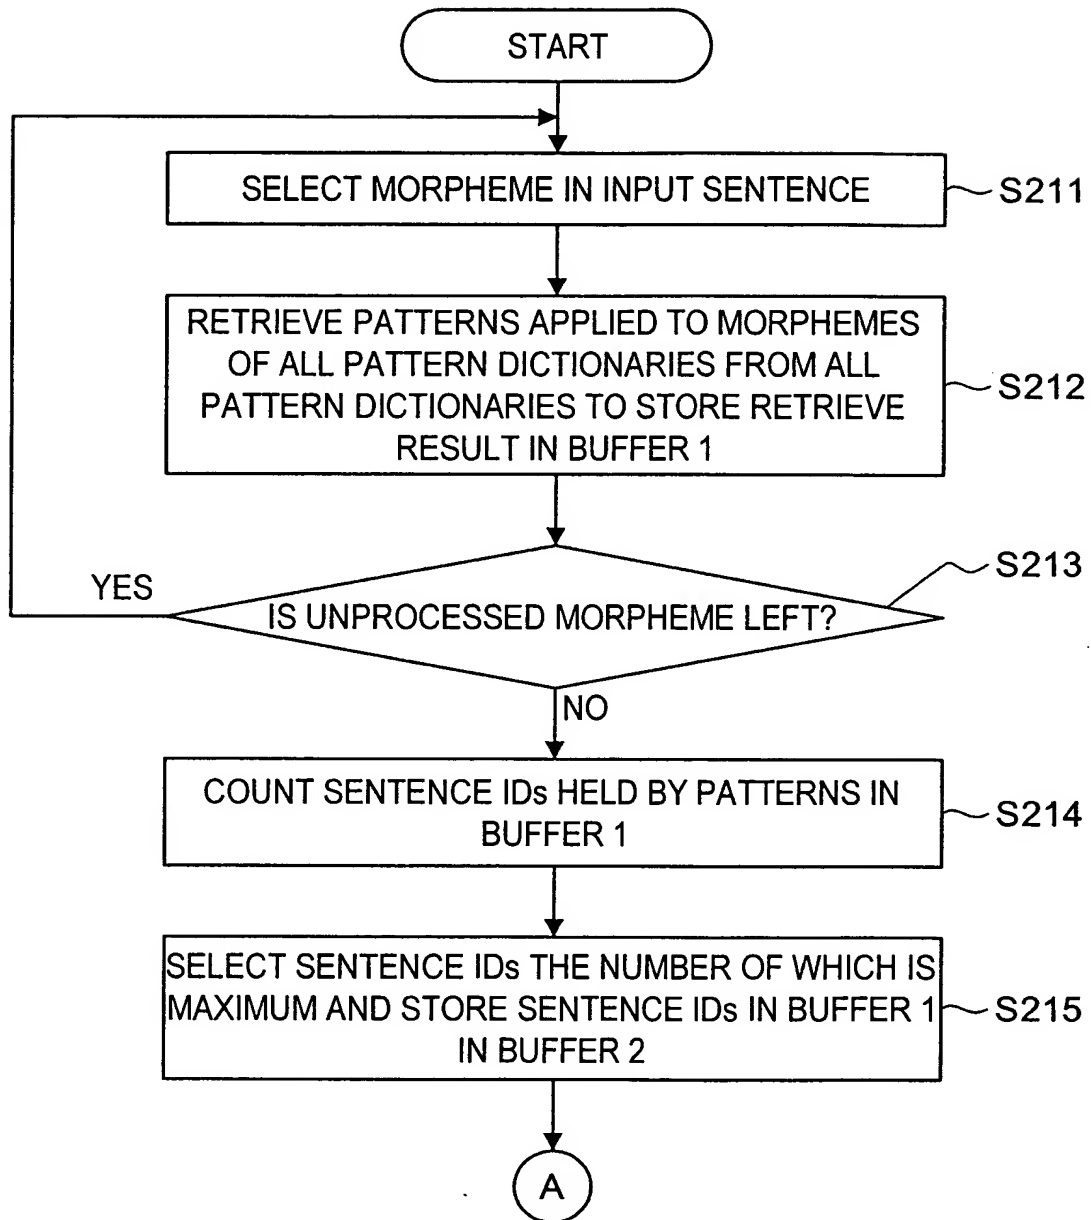 START
SELECT MORPHEME IN INPUT SENTENCE
S211
RETRIEVE PATTERNS APPLIED TO MORPHEMES
OF ALL PATTERN DICTIONARIES FROM ALL
PATTERN DICTIONARIES TO STORE RETRIEVE
RESULT IN BUFFER 1
S212
S213
YES
IS UNPROCESSED MORPHEME LEFT?
NO
COUNT SENTENCE IDs HELD BY PATTERNS IN
BUFFER 1
S214
SELECT SENTENCE IDs THE NUMBER OF WHICH IS
MAXIMUM AND STORE SENTENCE IDs IN BUFFER 1
IN BUFFER 2
S215
A